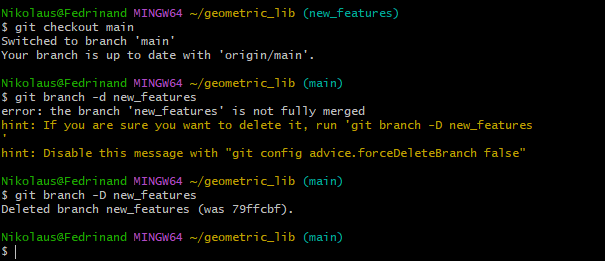 Nikolaus@Fedrinand MINGW64 ~/geometric_lib (new_features)
$ git checkout main
Switched to branch 'main'
Your branch is up to date with 'origin/main'.
Nikolaus@Fedrinand MINGW64 ~/geometric_lib (main)
$ git branch -d new_features
error: the branch 'new_features' is not fully merged
hint: If you are sure you want to delete it, run 'git branch -D new_features
'
hint: Disable this message with "git config advice.forceDeleteBranch false"
Nikolaus@Fedrinand MINGW64 ~/geometric_lib (main)
$ git branch -D new_features
Deleted branch new_features (was 79ffcbf).
Nikolaus@Fedrinand MINGW64 ~/geometric_lib (main)
$